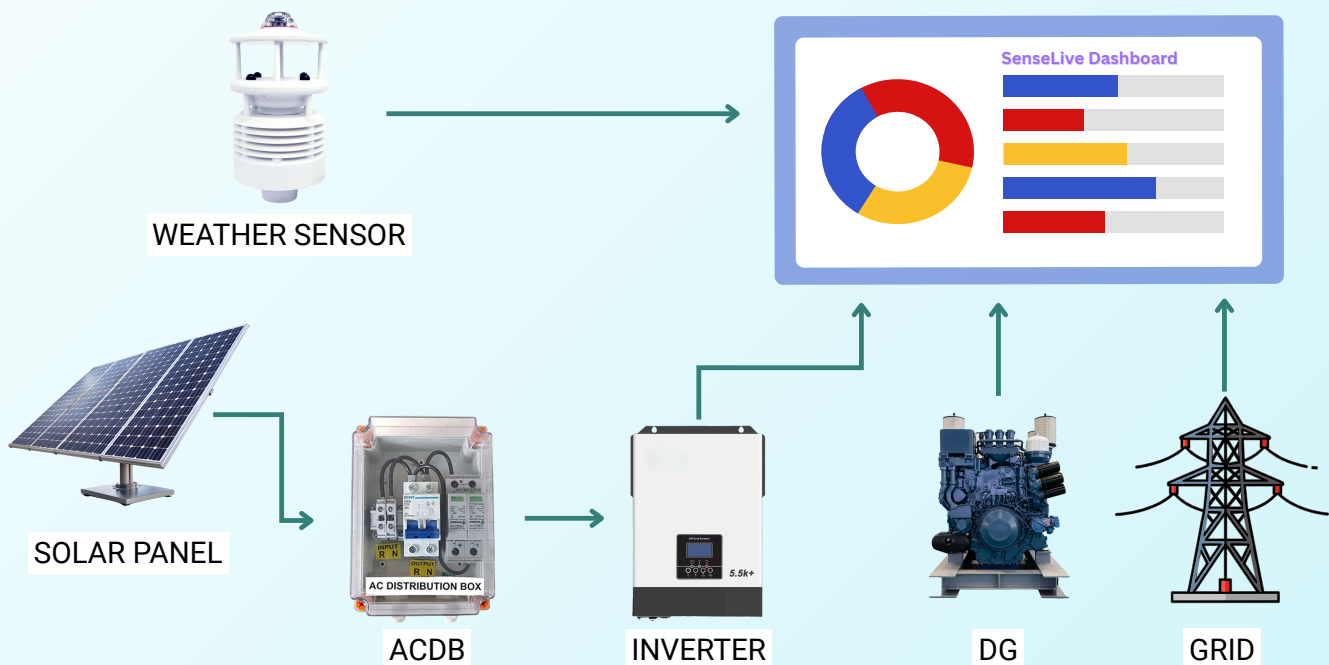 SenseLive Dashboard
WEATHER SENSOR
SOLAR PANEL
INPUT
R N
OUTPUT
R N
AC DISTRIBUTION BOX
5.5k+
ACDB
INVERTER
DG
GRID